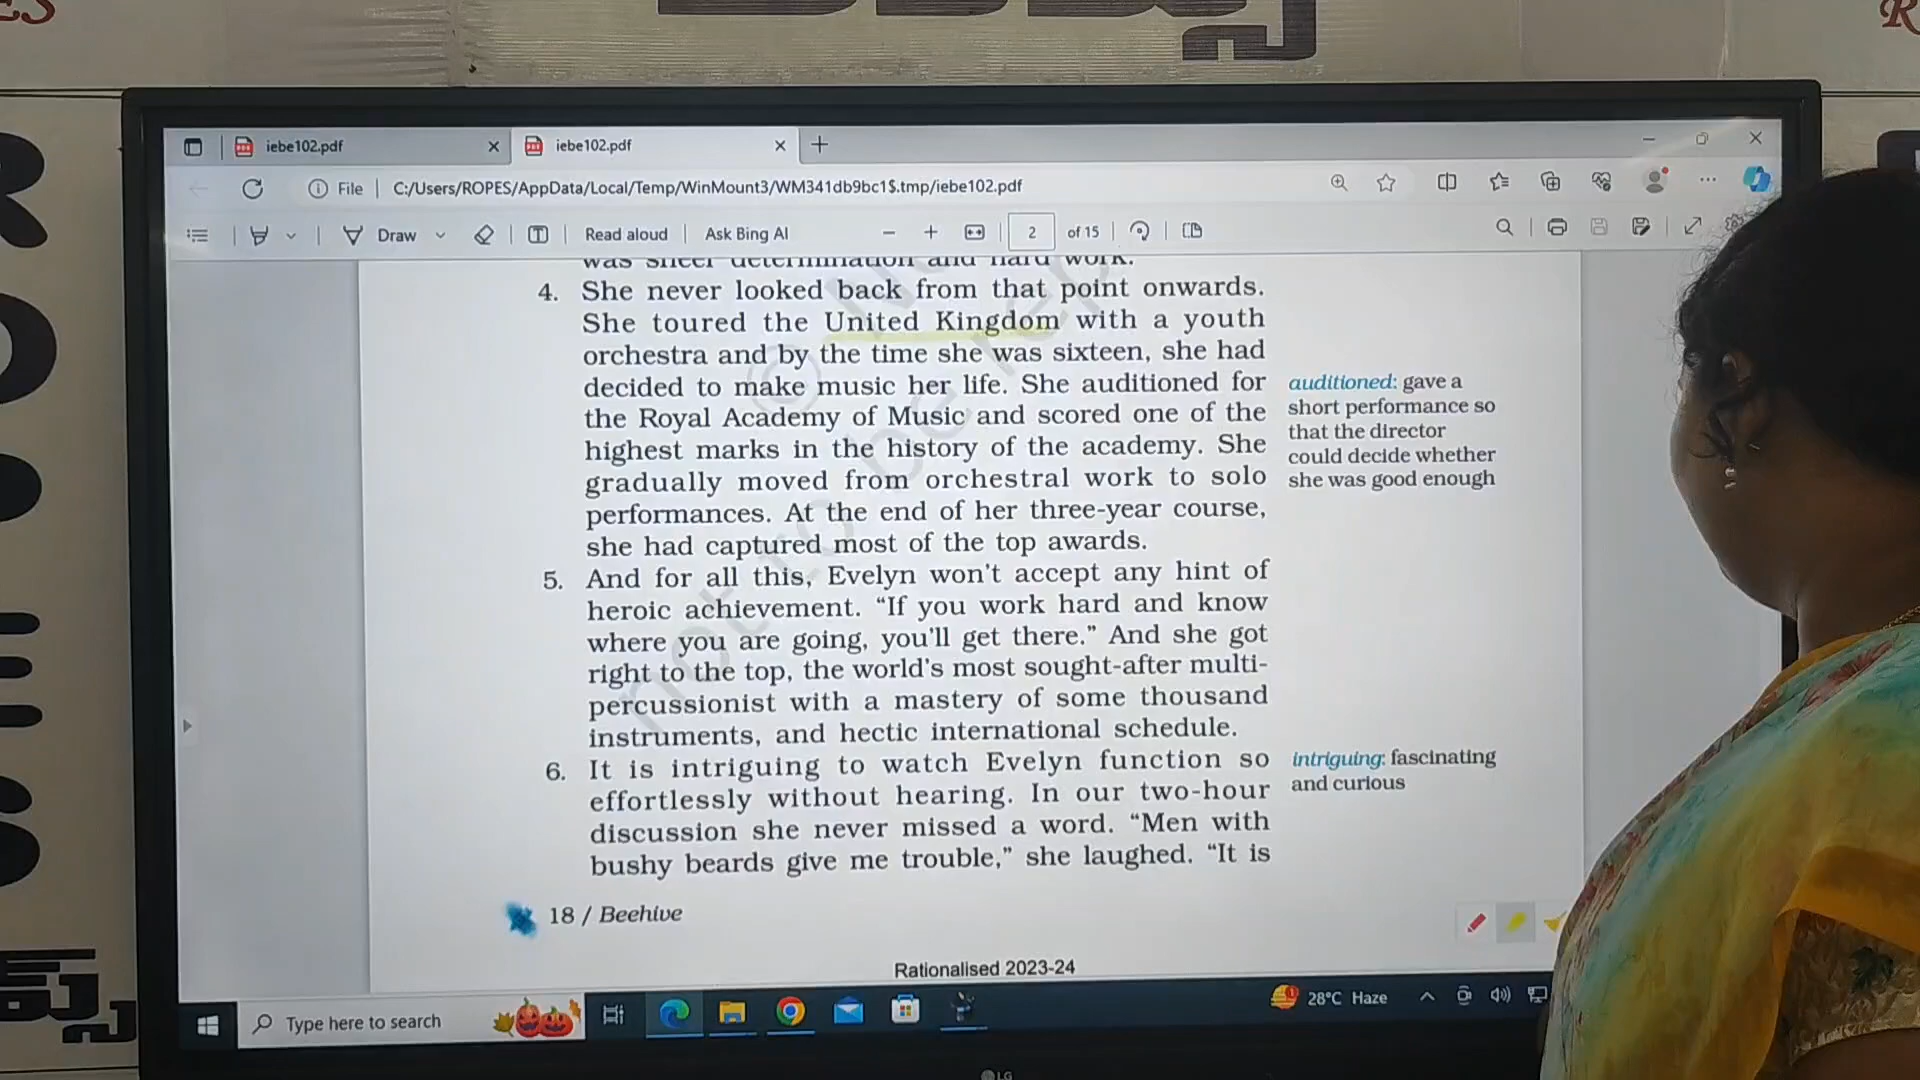 iebe102.pdf
iebe102.pdf
File
C:/Users/ROPES/AppData/Local/Temp/WinMount3/WM341db9bc1$.tmp/iebe102.pdf
Draw
Read aloud
Ask Bing AI
2 of 15
was sheer determination and hard work.
4. She never looked back from that point onwards.
She toured the United Kingdom with a youth
orchestra and by the time she was sixteen, she had
decided to make music her life. She auditioned for
the Royal Academy of Music and scored one of the
highest marks in the history of the academy. She
gradually moved from orchestral work to solo
performances. At the end of her three-year course,
she had captured most of the top awards.
auditioned: gave a
short performance so
that the director
could decide whether
she was good enough
5. And for all this, Evelyn won't accept any hint of
heroic achievement. “If you work hard and know
where you are going, you'll get there.” And she got
right to the top, the world's most sought-after multi-
percussionist with a mastery of some thousand
instruments, and hectic international schedule.
6. It is intriguing to watch Evelyn function so
effortlessly without hearing. In our two-hour
discussion she never missed a word. “Men with
bushy beards give me trouble,” she laughed. “It is
intriguing: fascinating
and curious
18 / Beehive
Rationalised 2023-24
Type here to search
28°C Haze
LG